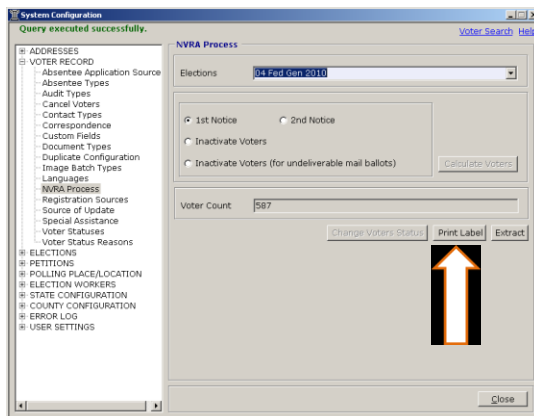 System Configuration
Query executed successfully.
Voter Search Help
ADDRESSES
VOTER RECORD
Absentee Application Source
Absentee Types
Audit Types
Cancel Voters
Contact Types
Correspondence
Custom Fields
Document Types
Duplicate Configuration
Image Batch Types
Languages
NVRA Process
Registration Sources
Source of Update
Special Assistance
Voter Statuses
Voter Status Reasons
ELECTIONS
PETITIONS
POLLING PLACE/LOCATION
ELECTION WORKERS
STATE CONFIGURATION
COUNTY CONFIGURATION
ERROR LOG
USER SETTINGS
NVRA Process
Elections 04 Fed Gen 2010
1st Notice 2nd Notice
Inactivate Voters
Inactivate Voters (for undeliverable mail ballots) Calculate Voters
Voter Count 587
Change Voters Status Print Label Extract
Close